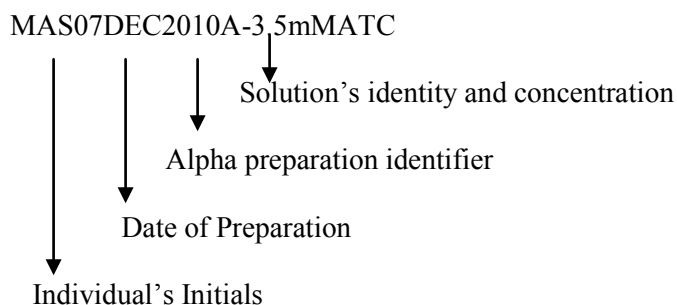 MAS07DEC2010A-3.5mMATC
Solution's identity and concentration
Alpha preparation identifier
Date of Preparation
Individual's Initials